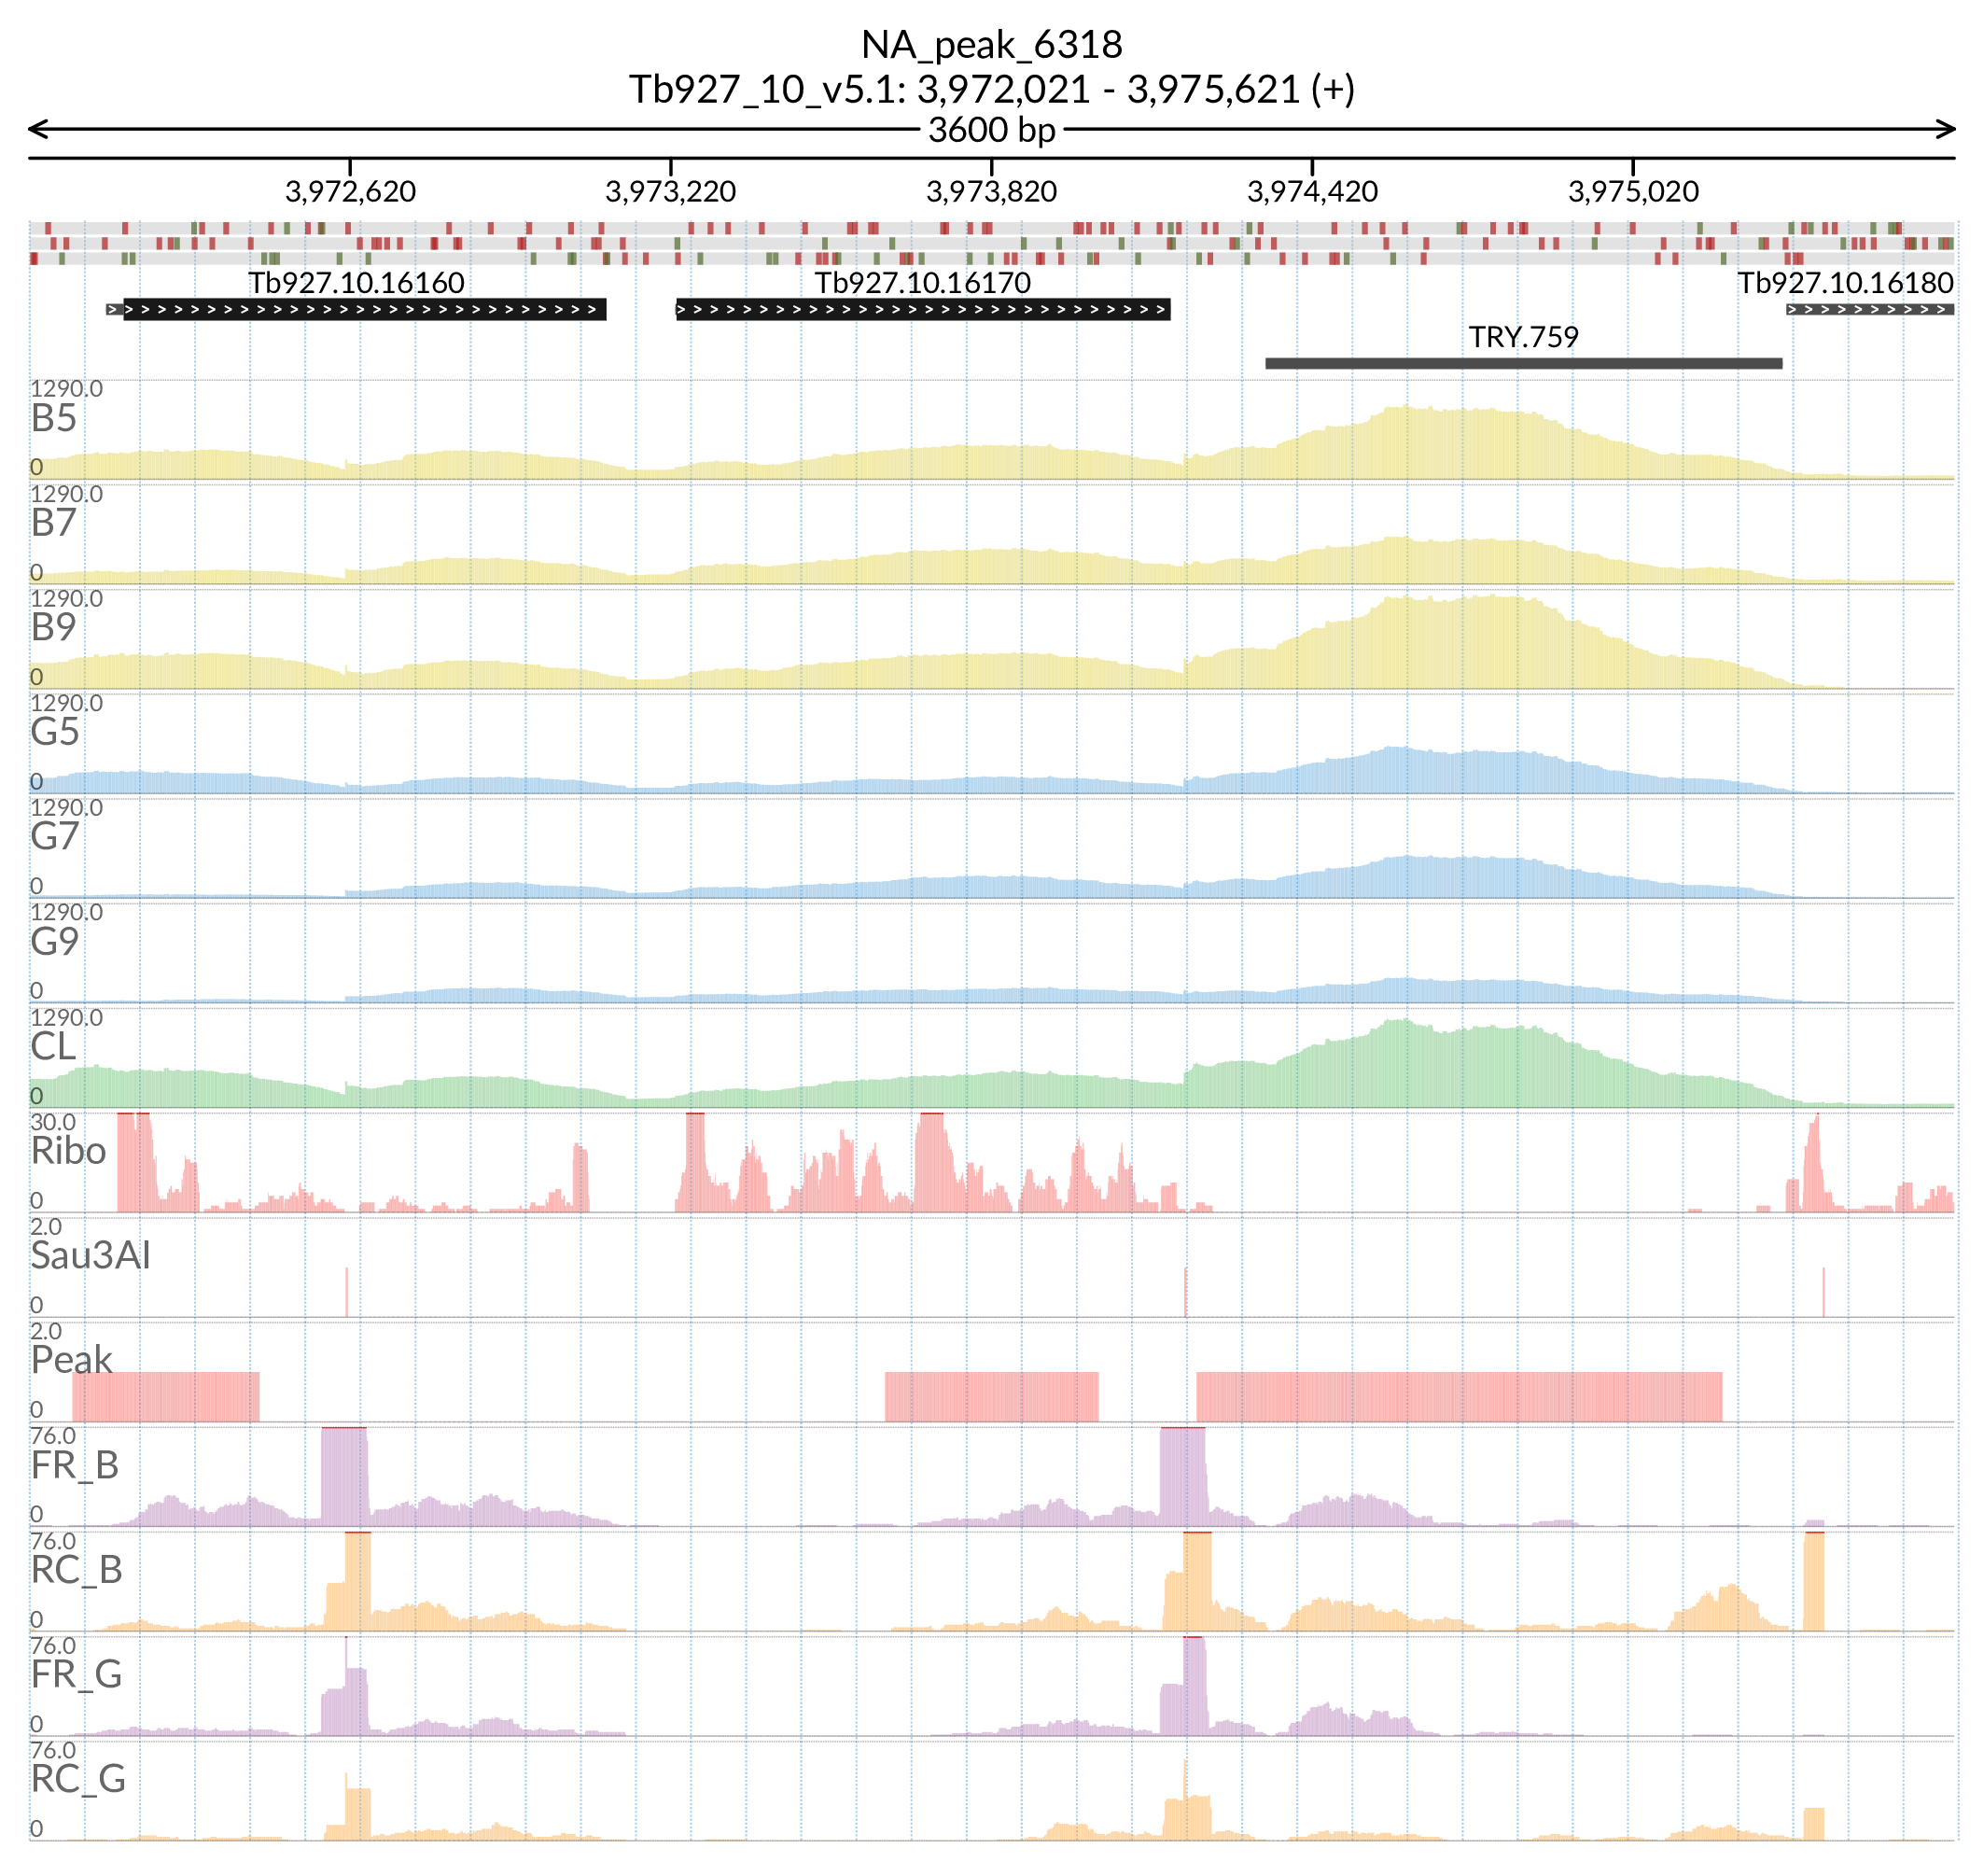 NA_peak_6318
Tb927_10_v5.1: 3,972,021 - 3,975,621 (+)
3600 bp
3,972,620 3,973,220 3,973,820 3,974,420 3,975,020
Tb927.10.16160 Tb927.10.16170 Tb927.10.16180
TRY.759
1290.0
B5
0
1290.0
B7
0
1290.0
B9
0
1290.0
G5
0
1290.0
G7
0
1290.0
G9
0
1290.0
CL
0
30.0
Ribo
0
2.0
Sau3AI
0
2.0
Peak
0
76.0
FR_B
0
76.0
RC_B
0
76.0
FR_G
0
76.0
RC_G
0